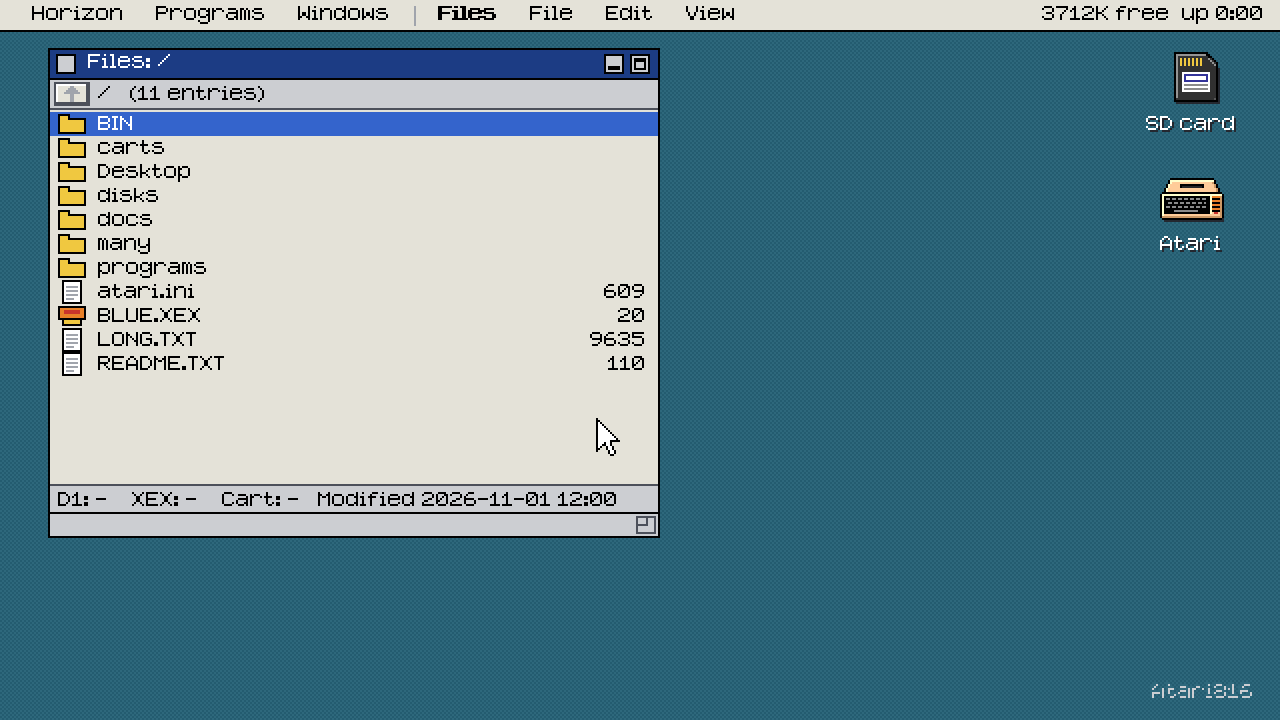 Horizon Programs Windows | Files File Edit View 3712K free up 0:00
Files: /
/ (11 entries)
BIN
carts
Desktop
disks
docs
many
programs
atari.ini 609
BLUE.XEX 20
LONG.TXT 9635
README.TXT 110
D1: - XEX: - Cart: - Modified 2026-11-01 12:00
SD card
Atari
Atari816